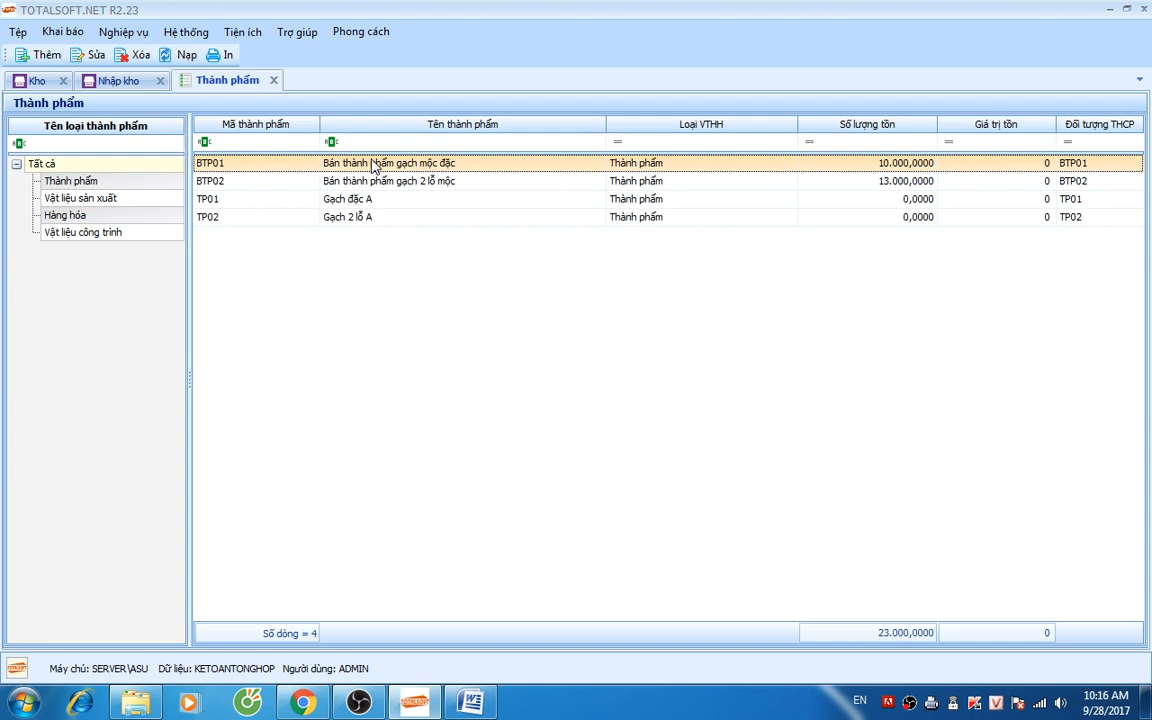 TOTALSOFT.NET R2.23
Tệp Khai báo Nghiệp vụ Hệ thống Tiện ích Trợ giúp Phong cách
Thêm Sửa Xóa Nạp In
Kho Nhập kho Thành phẩm
Thành phẩm
Tên loại thành phẩm
Tất cả
Thành phẩm
Vật liệu sản xuất
Hàng hóa
Vật liệu công trình
Mã thành phẩm Tên thành phẩm Loại VTHH Số lượng tồn Giá trị tồn Đối tượng THCP
BTP01 Bán thành phẩm gạch mộc đặc Thành phẩm 10.000,0000 0 BTP01
BTP02 Bán thành phẩm gạch 2 lỗ mộc Thành phẩm 13.000,0000 0 BTP02
TP01 Gạch đặc A Thành phẩm 0,0000 0 TP01
TP02 Gạch 2 lỗ A Thành phẩm 0,0000 0 TP02
Số dòng = 4 23.000,0000 0
Máy chủ: SERVER\ASU Dữ liệu: KETOANTONGHOP Người dùng: ADMIN
EN 10:16 AM
9/28/2017